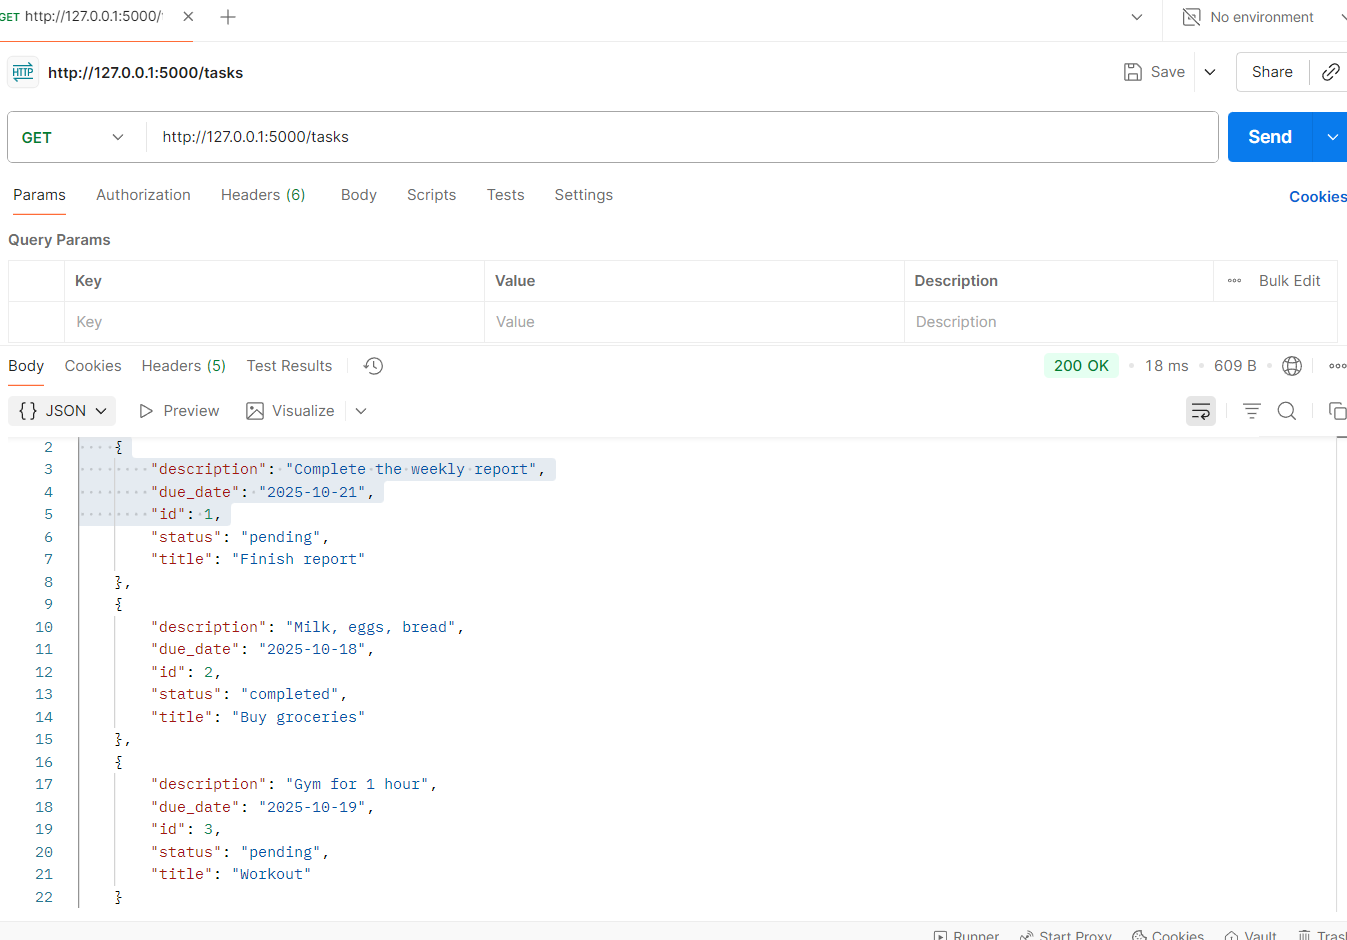 GET http://127.0.0.1:5000/
No environment
HTTP http://127.0.0.1:5000/tasks
Save
Share
GET
http://127.0.0.1:5000/tasks
Send
Params Authorization Headers (6) Body Scripts Tests Settings
Cookies
Query Params
Key Value Description Bulk Edit
Key Value Description
Body Cookies Headers (5) Test Results
200 OK • 18 ms • 609 B
{} JSON Preview Visualize
2 {
3 "description": "Complete the weekly report",
4 "due_date": "2025-10-21",
5 "id": 1,
6 "status": "pending",
7 "title": "Finish report"
8 },
9 {
10 "description": "Milk, eggs, bread",
11 "due_date": "2025-10-18",
12 "id": 2,
13 "status": "completed",
14 "title": "Buy groceries"
15 },
16 {
17 "description": "Gym for 1 hour",
18 "due_date": "2025-10-19",
19 "id": 3,
20 "status": "pending",
21 "title": "Workout"
22 }
Runner Start Proxy Cookies Vault Trash